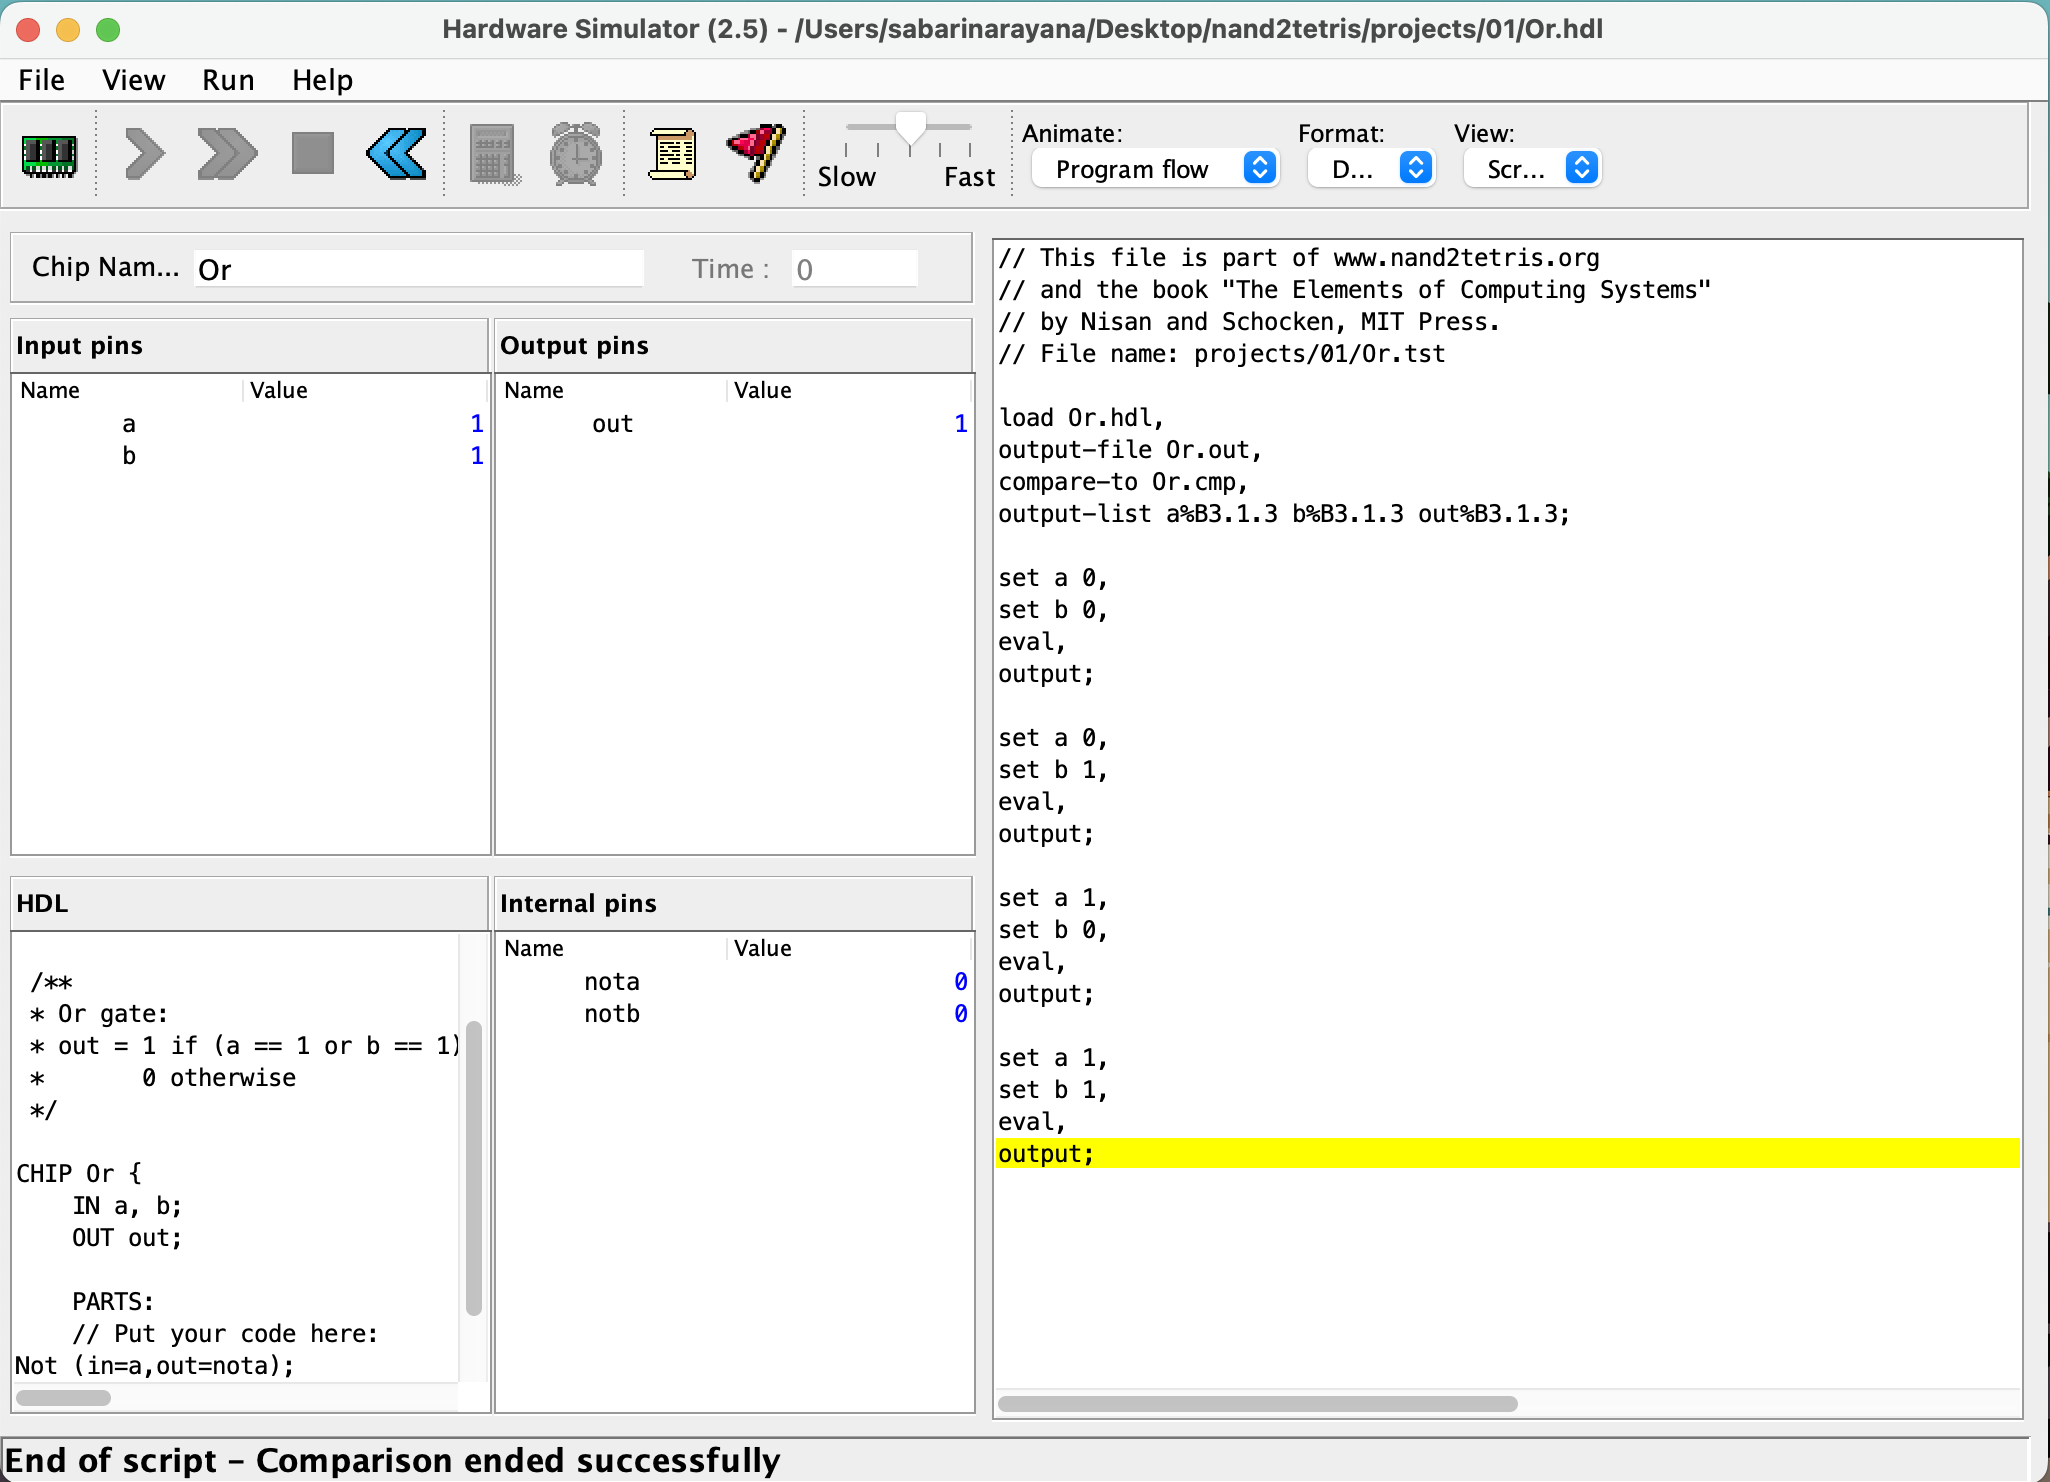 Hardware Simulator (2.5) - /Users/sabarinarayana/Desktop/nand2tetris/projects/01/Or.hdl
File View Run Help
Slow Fast
Animate: Format: View:
Program flow D... Scr...
Chip Nam... Or Time : 0
Input pins
Name Value
a 1
b 1
Output pins
Name Value
out 1
HDL
/**
* Or gate:
* out = 1 if (a == 1 or b == 1)
* 0 otherwise
*/
CHIP Or {
IN a, b;
OUT out;
PARTS:
// Put your code here:
Not (in=a,out=nota);
Internal pins
Name Value
nota 0
notb 0
// This file is part of www.nand2tetris.org
// and the book "The Elements of Computing Systems"
// by Nisan and Schocken, MIT Press.
// File name: projects/01/Or.tst
load Or.hdl,
output-file Or.out,
compare-to Or.cmp,
output-list a%B3.1.3 b%B3.1.3 out%B3.1.3;
set a 0,
set b 0,
eval,
output;
set a 0,
set b 1,
eval,
output;
set a 1,
set b 0,
eval,
output;
set a 1,
set b 1,
eval,
output;
End of script - Comparison ended successfully